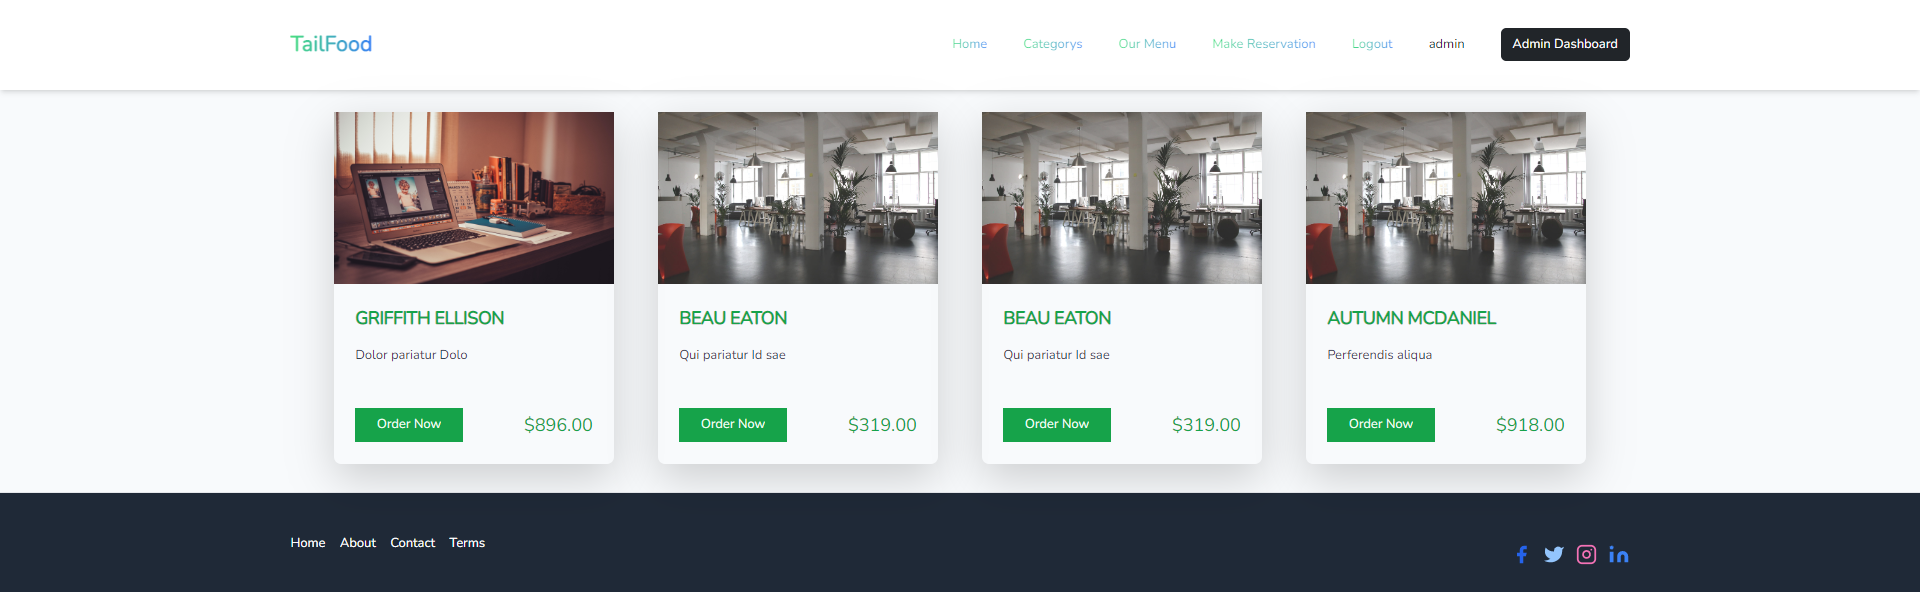 TailFood
Home Categorys Our Menu Make Reservation Logout admin Admin Dashboard
GRIFFITH ELLISON
Dolor pariatur Dolo
Order Now $896.00
BEAU EATON
Qui pariatur Id sae
Order Now $319.00
BEAU EATON
Qui pariatur Id sae
Order Now $319.00
AUTUMN MCDANIEL
Perferendis aliqua
Order Now $918.00
Home About Contact Terms